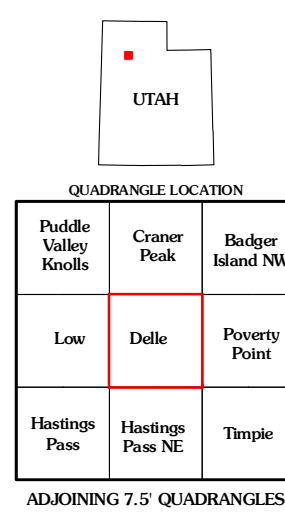 UTAH
QUADRANGLE LOCATION
Puddle
Valley
Knolls
Craner
Peak
Badger
Island NW
Low
Delle
Poverty
Point
Hastings
Pass
Hastings
Pass NE
Timpie
ADJOINING 7.5' QUADRANGLES